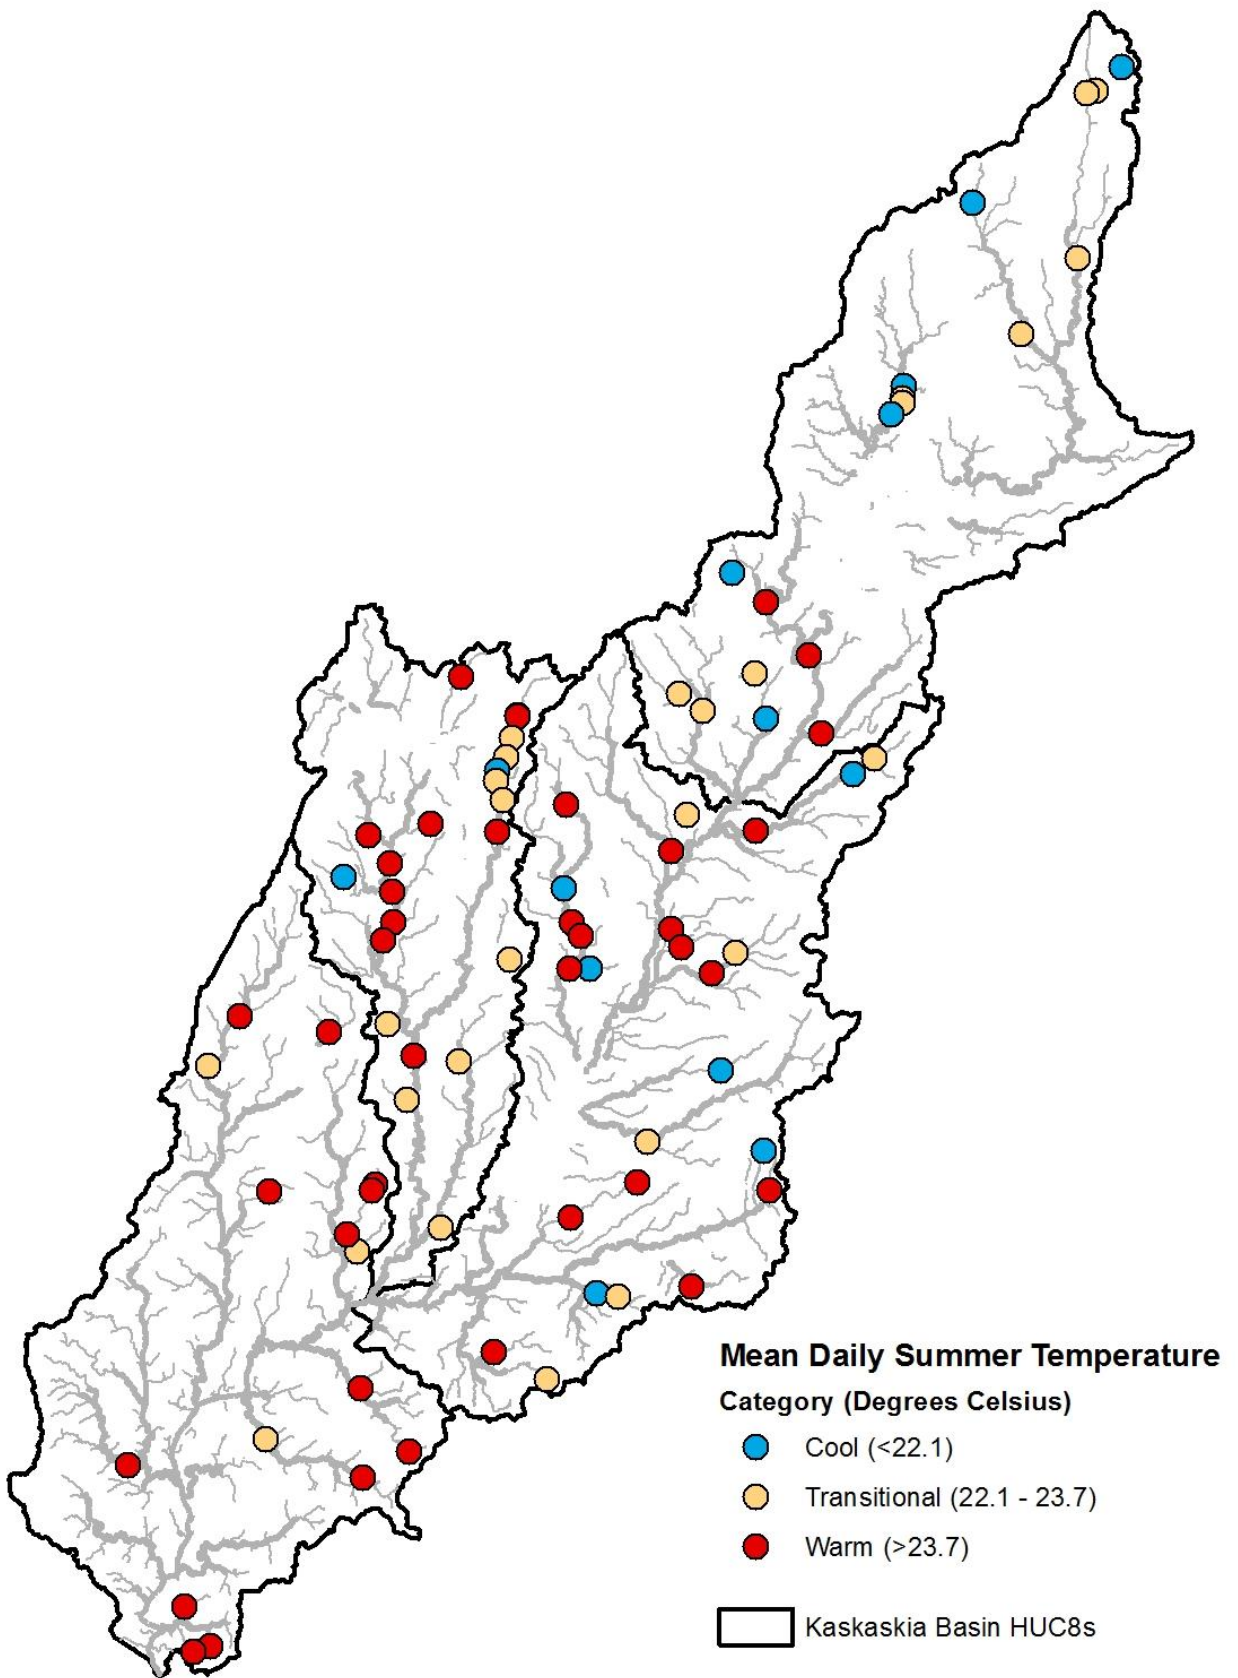 Mean Daily Summer Temperature
Category (Degrees Celsius)
Cool (<22.1)
Transitional (22.1 - 23.7)
Warm (>23.7)
Kaskaskia Basin HUC8s